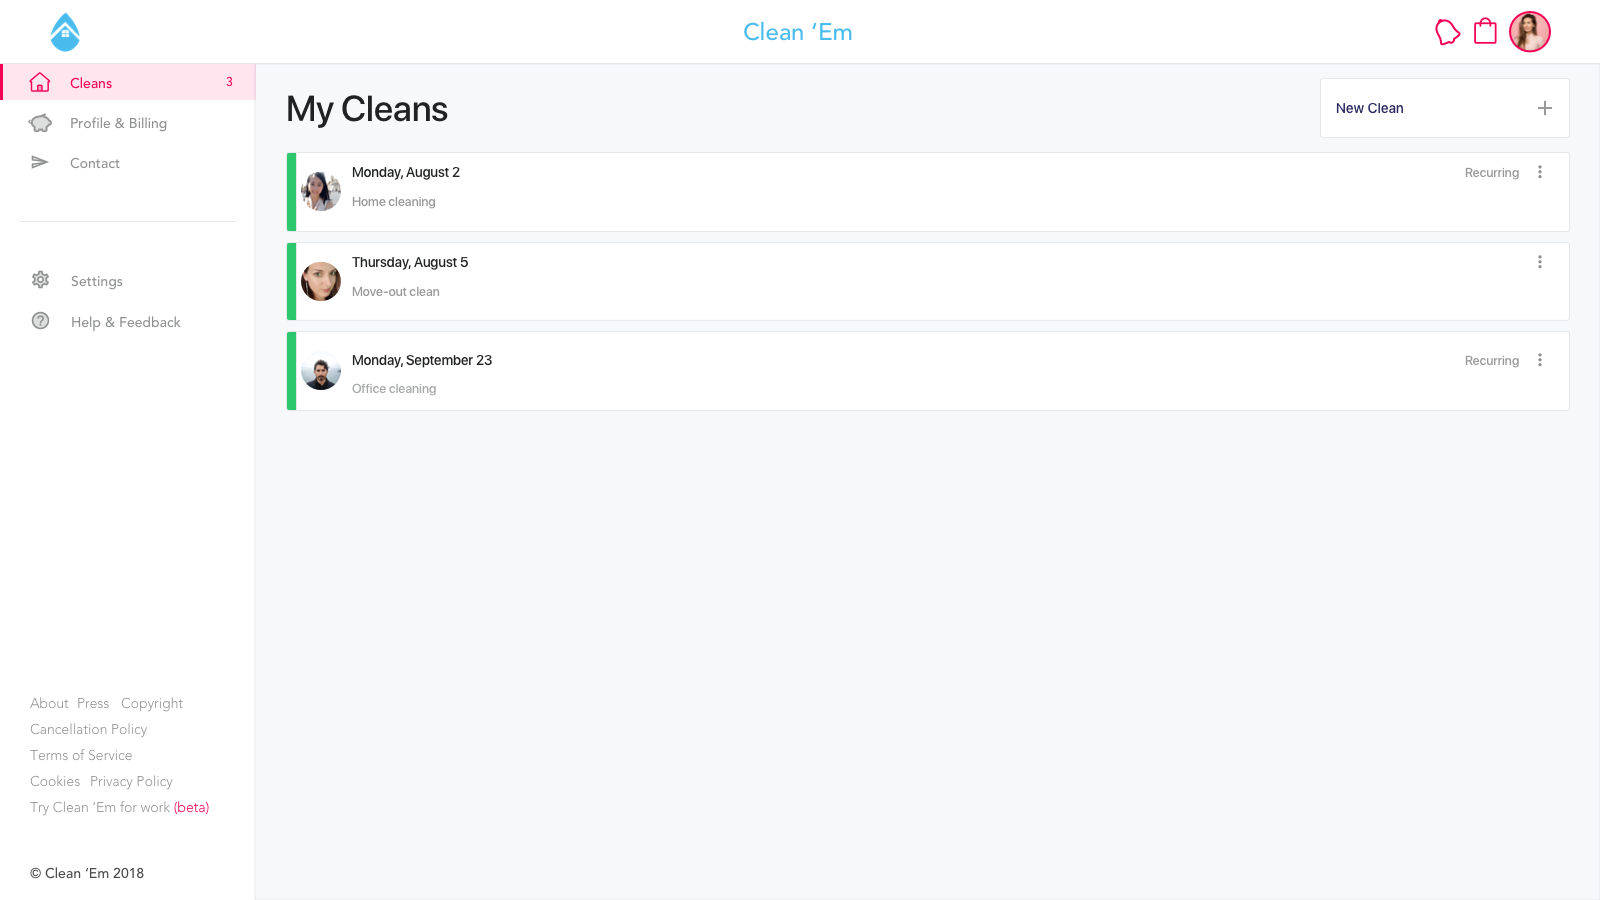 Clean ‘Em
Cleans 3
Profile & Billing
Contact
Settings
Help & Feedback
About Press Copyright
Cancellation Policy
Terms of Service
Cookies Privacy Policy
Try Clean ‘Em for work (beta)
© Clean ‘Em 2018
My Cleans
New Clean
Monday, August 2
Recurring
Home cleaning
Thursday, August 5
Move-out clean
Monday, September 23
Recurring
Office cleaning